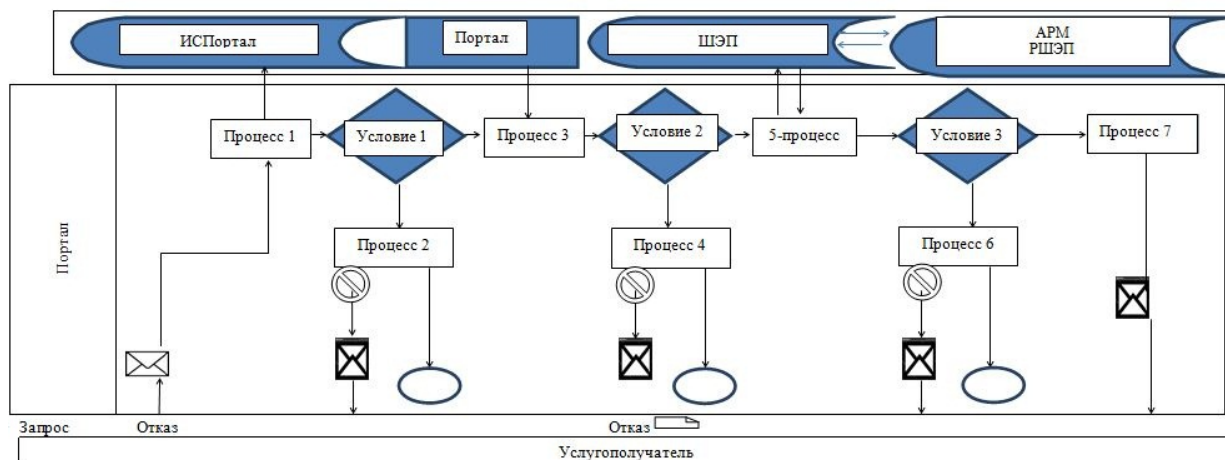 ИСПортал
Портал
ШЭП
АРМ
РШЭП
Процесс 1
Условие 1
Процесс 3
Условие 2
5-процесс
Условие 3
Процесс 7
Портал
Процесс 2
Процесс 4
Процесс 6
Запрос
Отказ
Отказ
Услугополучатель